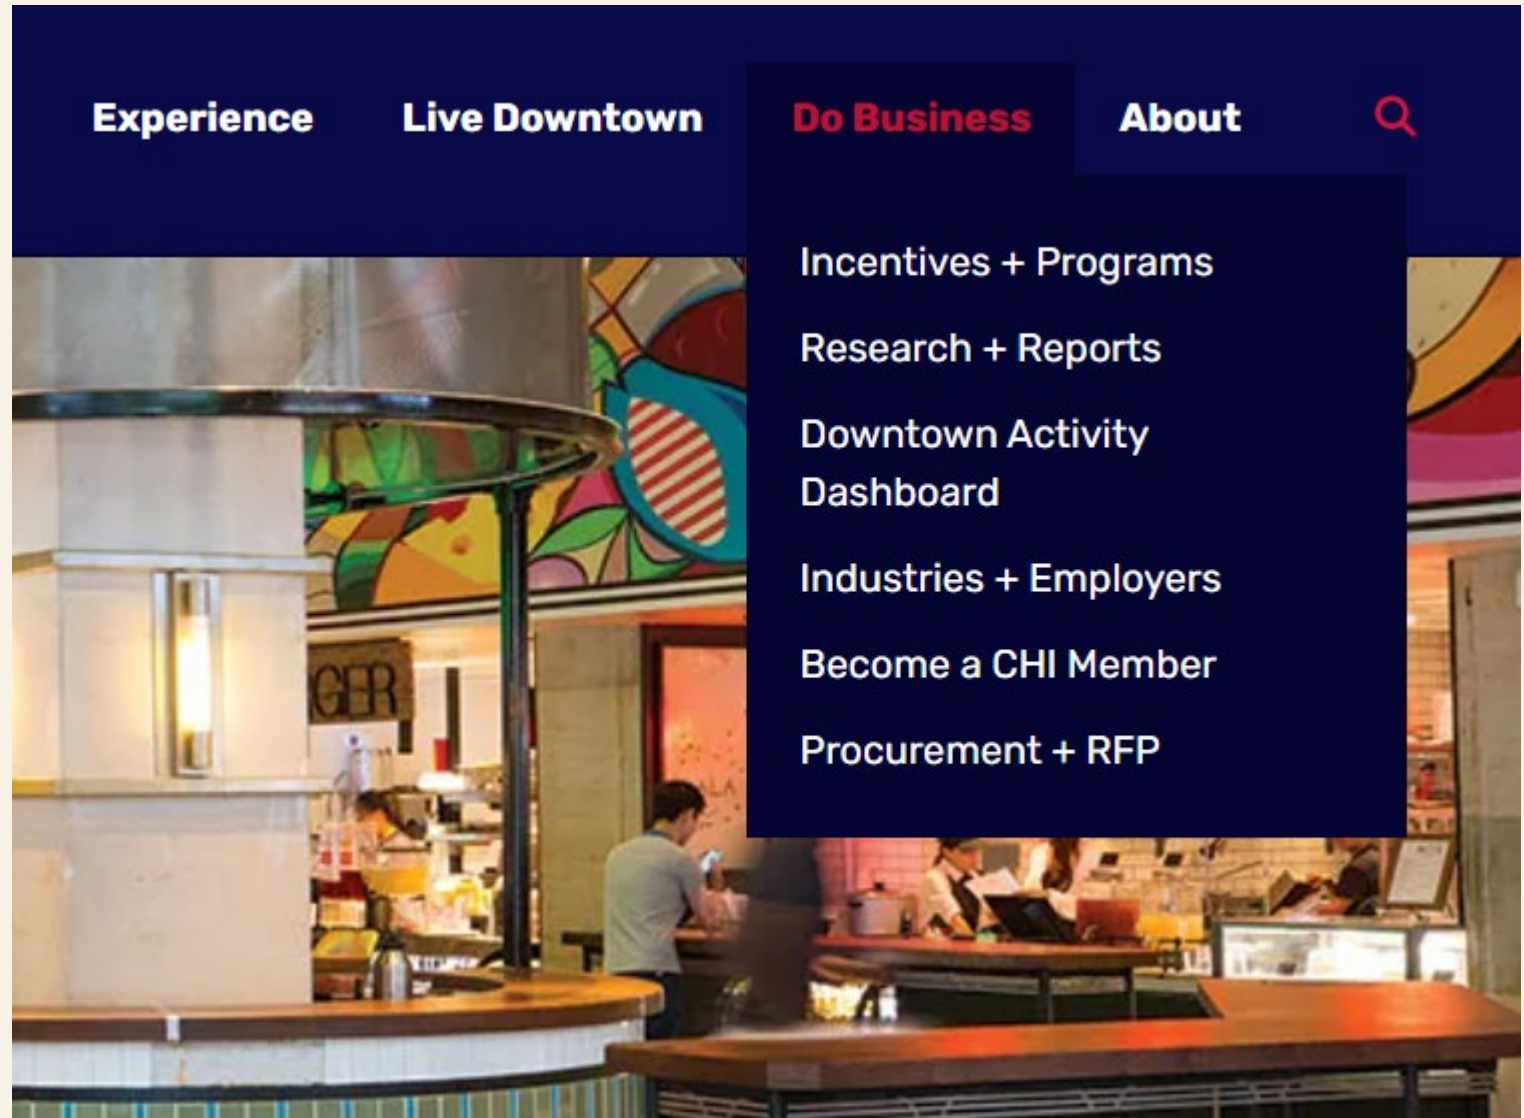 Experience
Live Downtown
Do Business
About
Incentives + Programs
Research + Reports
Downtown Activity
Dashboard
Industries + Employers
Become a CHI Member
Procurement + RFP
GER